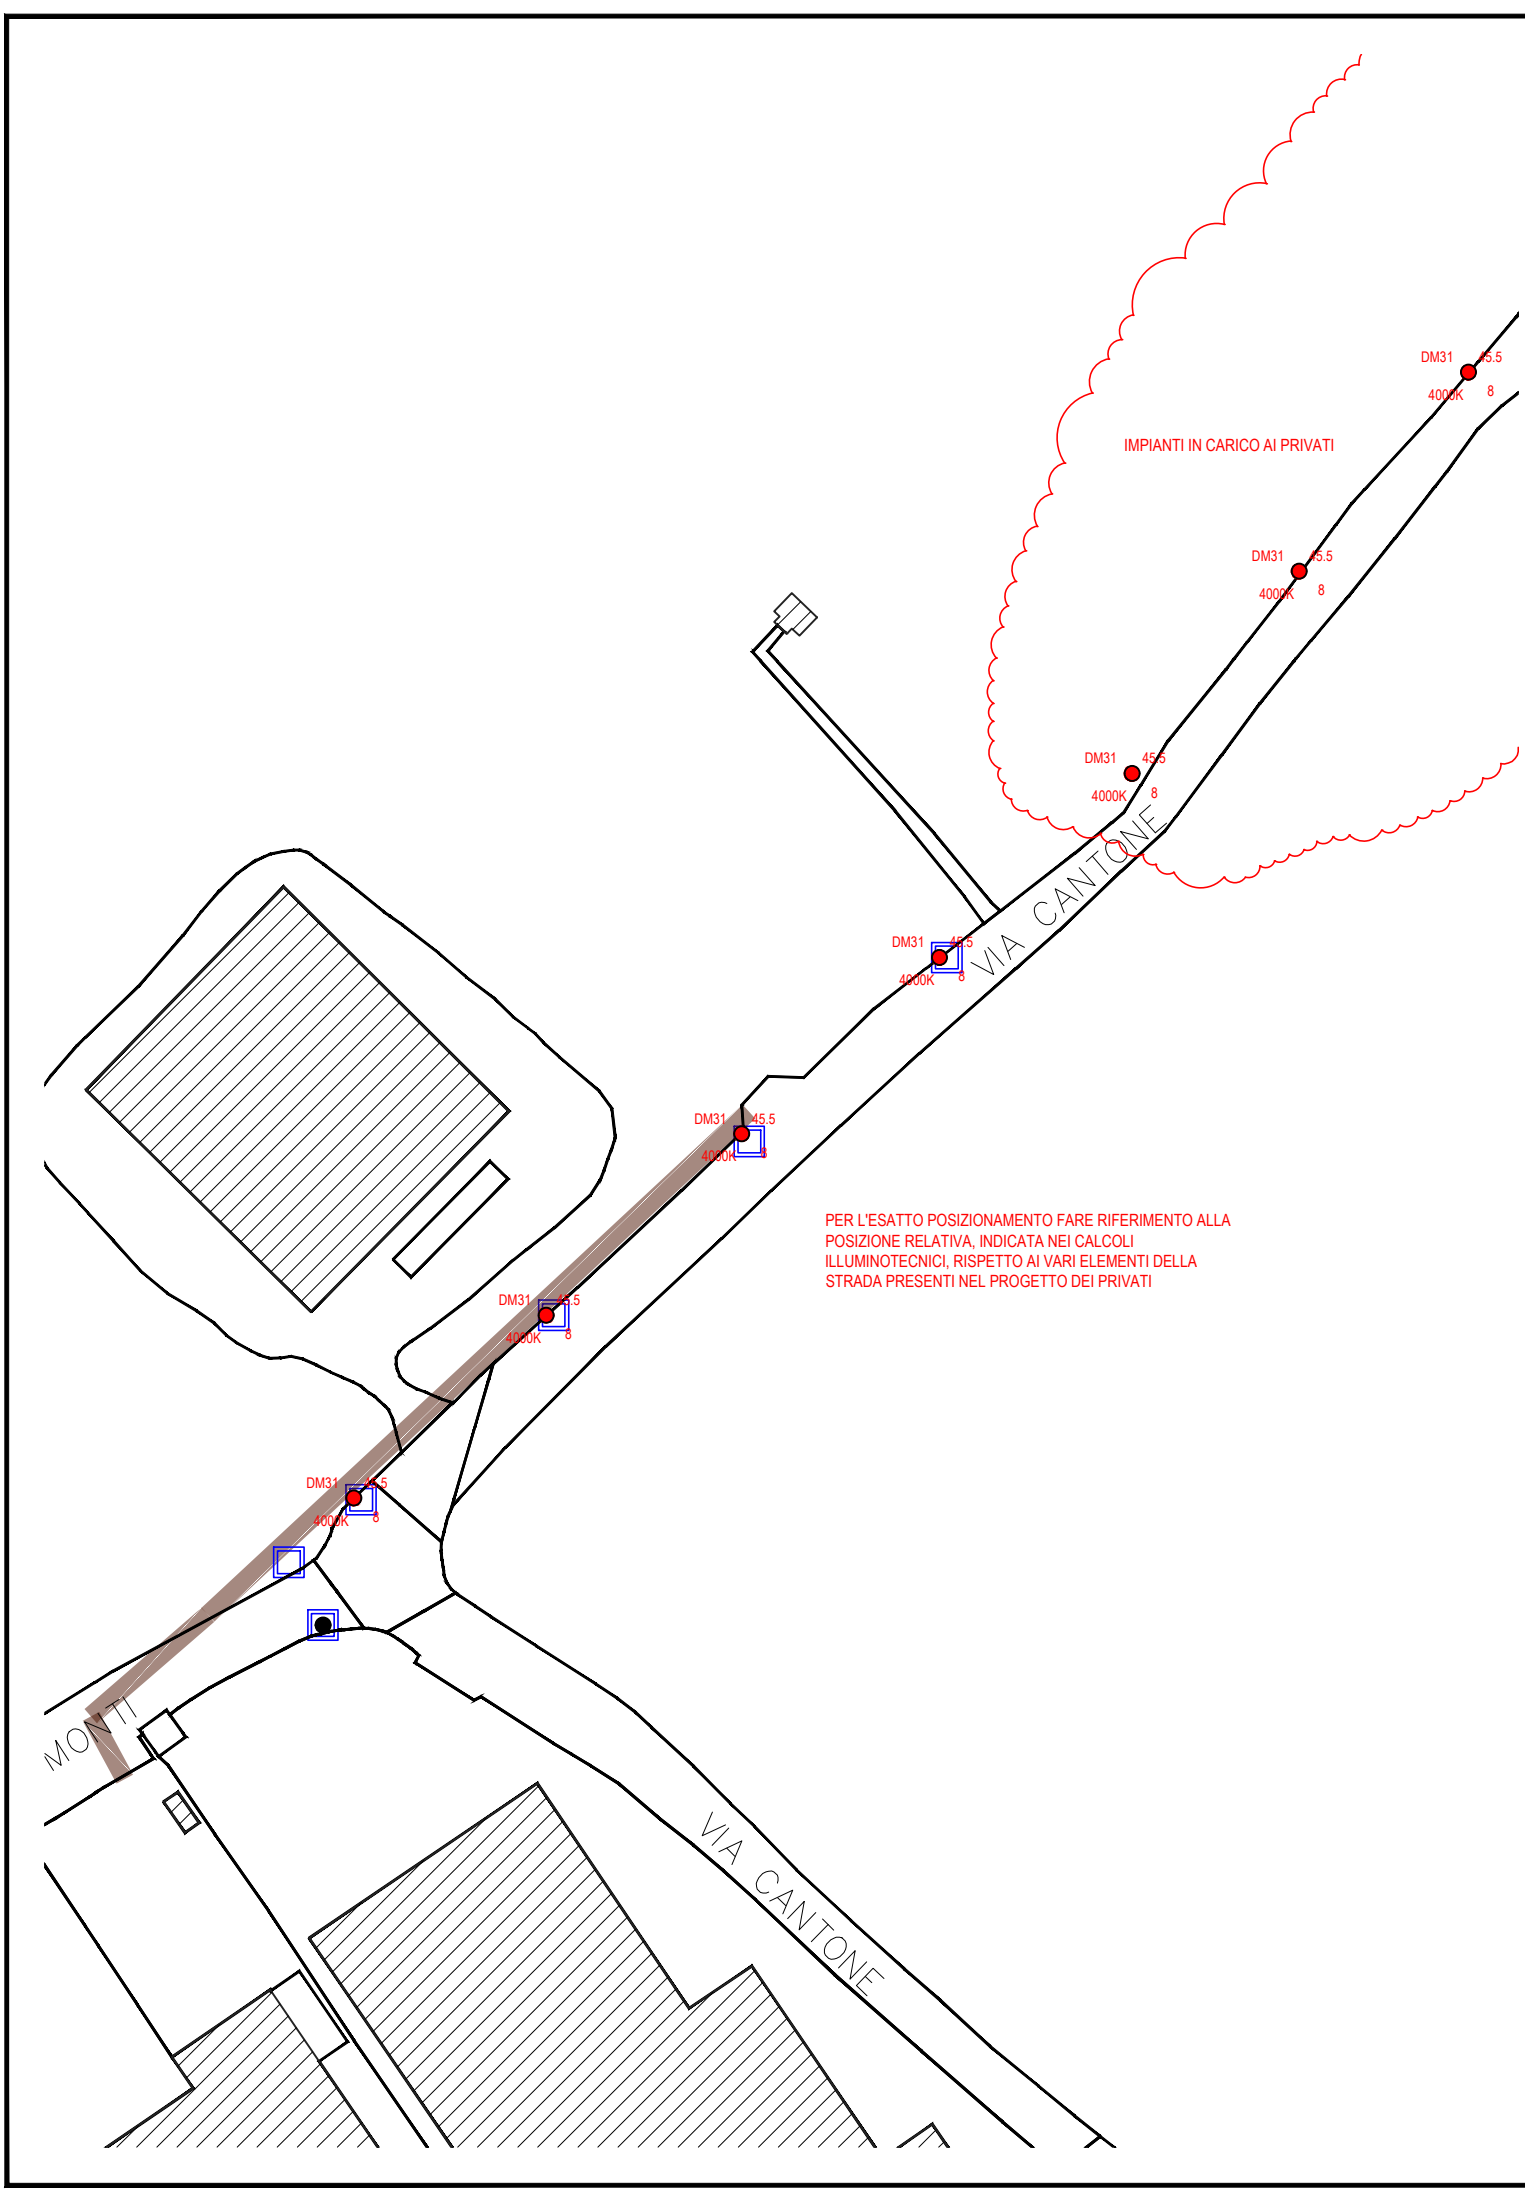 DM31 45.5
4000K 8
IMPIANTI IN CARICO AI PRIVATI
DM31 45.5
4000K 8
DM31 45.5
4000K 8
VIA CANTONE
DM31 45.5
4000K 8
DM31 45.5
4000K 8
PER L'ESATTO POSIZIONAMENTO FARE RIFERIMENTO ALLA
POSIZIONE RELATIVA, INDICATA NEI CALCOLI
ILLUMINOTECNICI, RISPETTO AI VARI ELEMENTI DELLA
STRADA PRESENTI NEL PROGETTO DEI PRIVATI
DM31 45.5
4000K 8
DM31 45.5
4000K 8
MONTI
VIA CANTONE